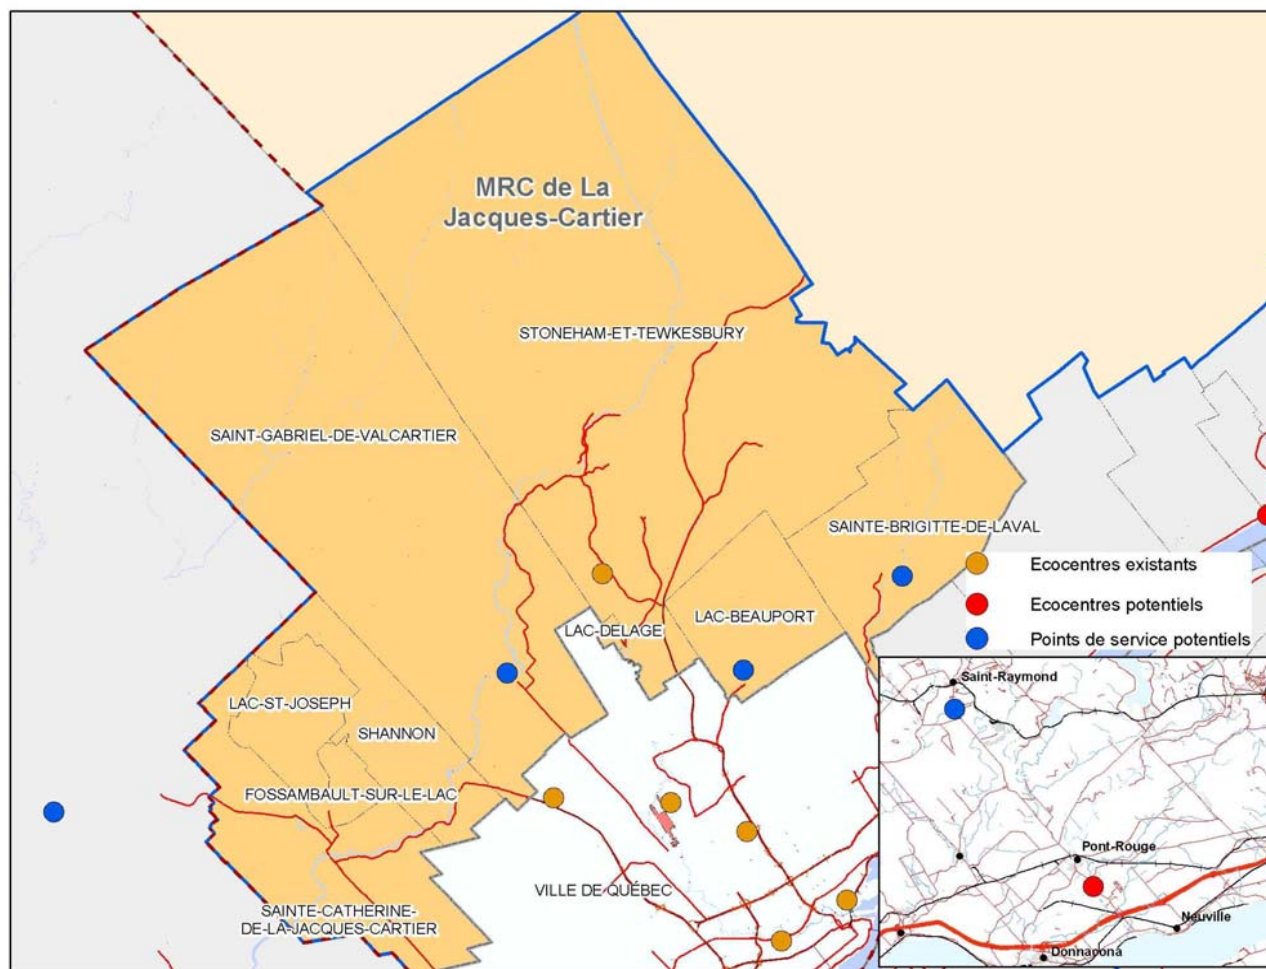 MRC de La
Jacques-Cartier
STONEHAM-ET-TEWKESBURY
SAINT-GABRIEL-DE-VALCARTIER
SAINTE-BRIGITTE-DE-LAVAL
Ecocentres existants
Ecocentres potentiels
Points de service potentiels
LAC-DELAGE
LAC-BEAUPORT
LAC-ST-JOSEPH
SHANNON
FOSSAMBAULT-SUR-LE-LAC
VILLE DE QUÉBEC
SAINTE-CATHERINE-
DE-LA-JACQUES-CARTIER
Saint-Raymond
Pont-Rouge
Neuville
Donnacona